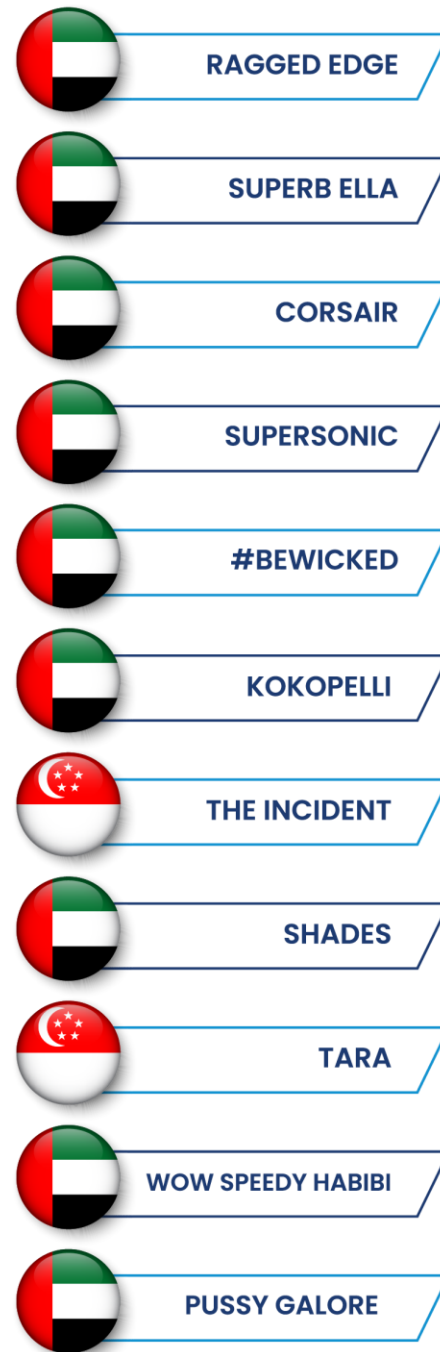 RAGGED EDGE
SUPERB ELLA
CORSAIR
SUPERSONIC
#BEWICKED
KOKOPELLI
THE INCIDENT
SHADES
TARA
WOW SPEEDY HABIBI
PUSSY GALORE